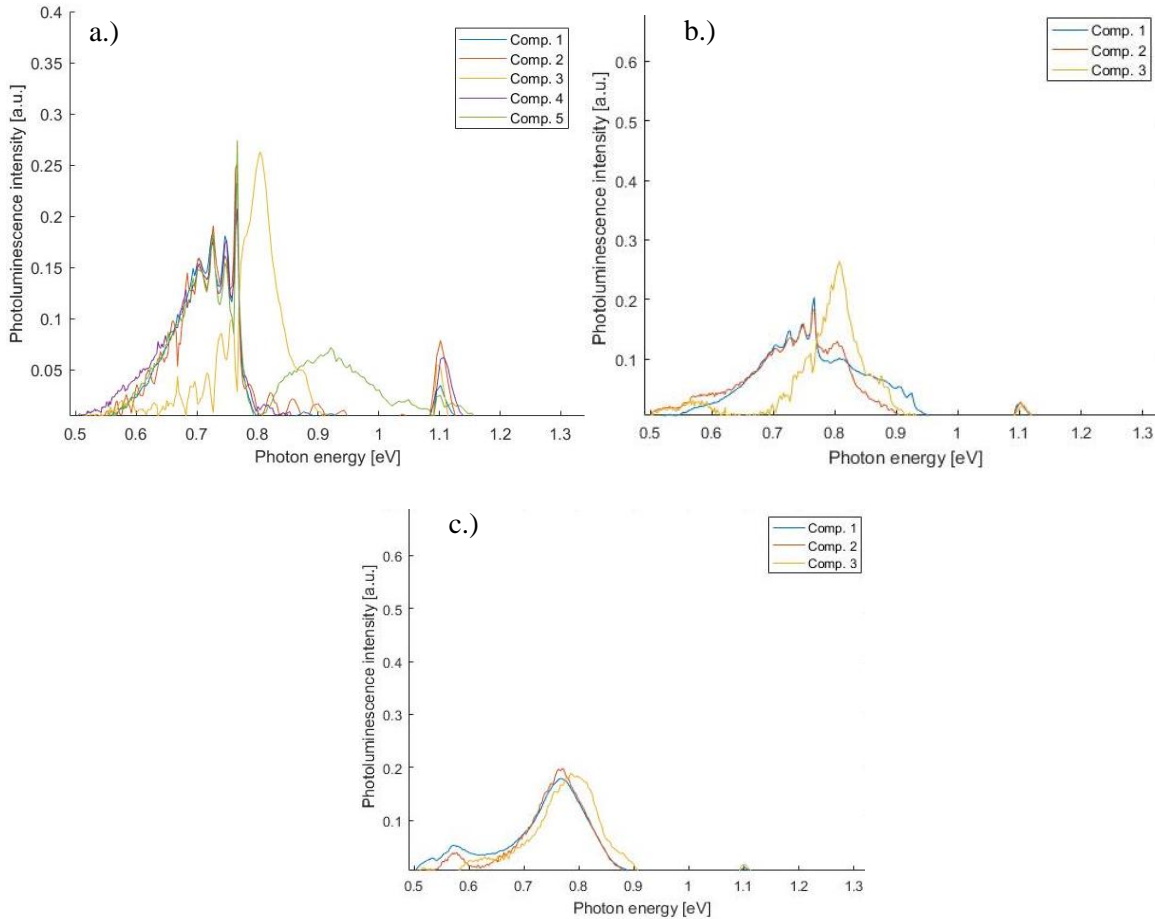 a.)
Photoluminescence intensity [a.u.]
0.4
0.35
0.3
0.25
0.2
0.15
0.1
0.05
0.5 0.6 0.7 0.8 0.9 1 1.1 1.2 1.3
Photon energy [eV]
Comp. 1
Comp. 2
Comp. 3
Comp. 4
Comp. 5
b.)
Photoluminescence intensity [a.u.]
0.6
0.5
0.4
0.3
0.2
0.1
0.5 0.6 0.7 0.8 0.9 1 1.1 1.2 1.3
Photon energy [eV]
Comp. 1
Comp. 2
Comp. 3
c.)
Photoluminescence intensity [a.u.]
0.6
0.5
0.4
0.3
0.2
0.1
0.5 0.6 0.7 0.8 0.9 1 1.1 1.2 1.3
Photon energy [eV]
Comp. 1
Comp. 2
Comp. 3